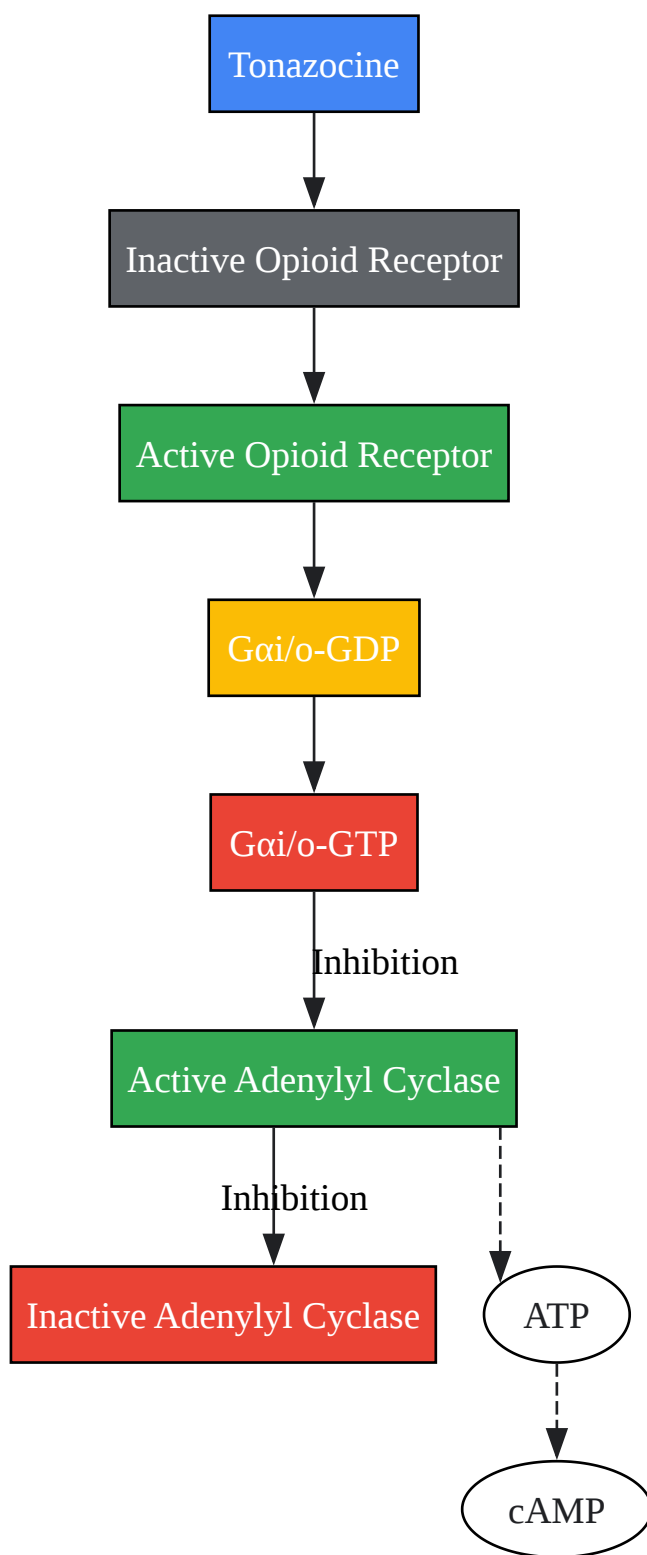 Tonazocine
Inactive Opioid Receptor
Active Opioid Receptor
Gαi/o-GDP
Gαi/o-GTP
Inhibition
Active Adenylyl Cyclase
Inhibition
Inactive Adenylyl Cyclase
ATP
cAMP